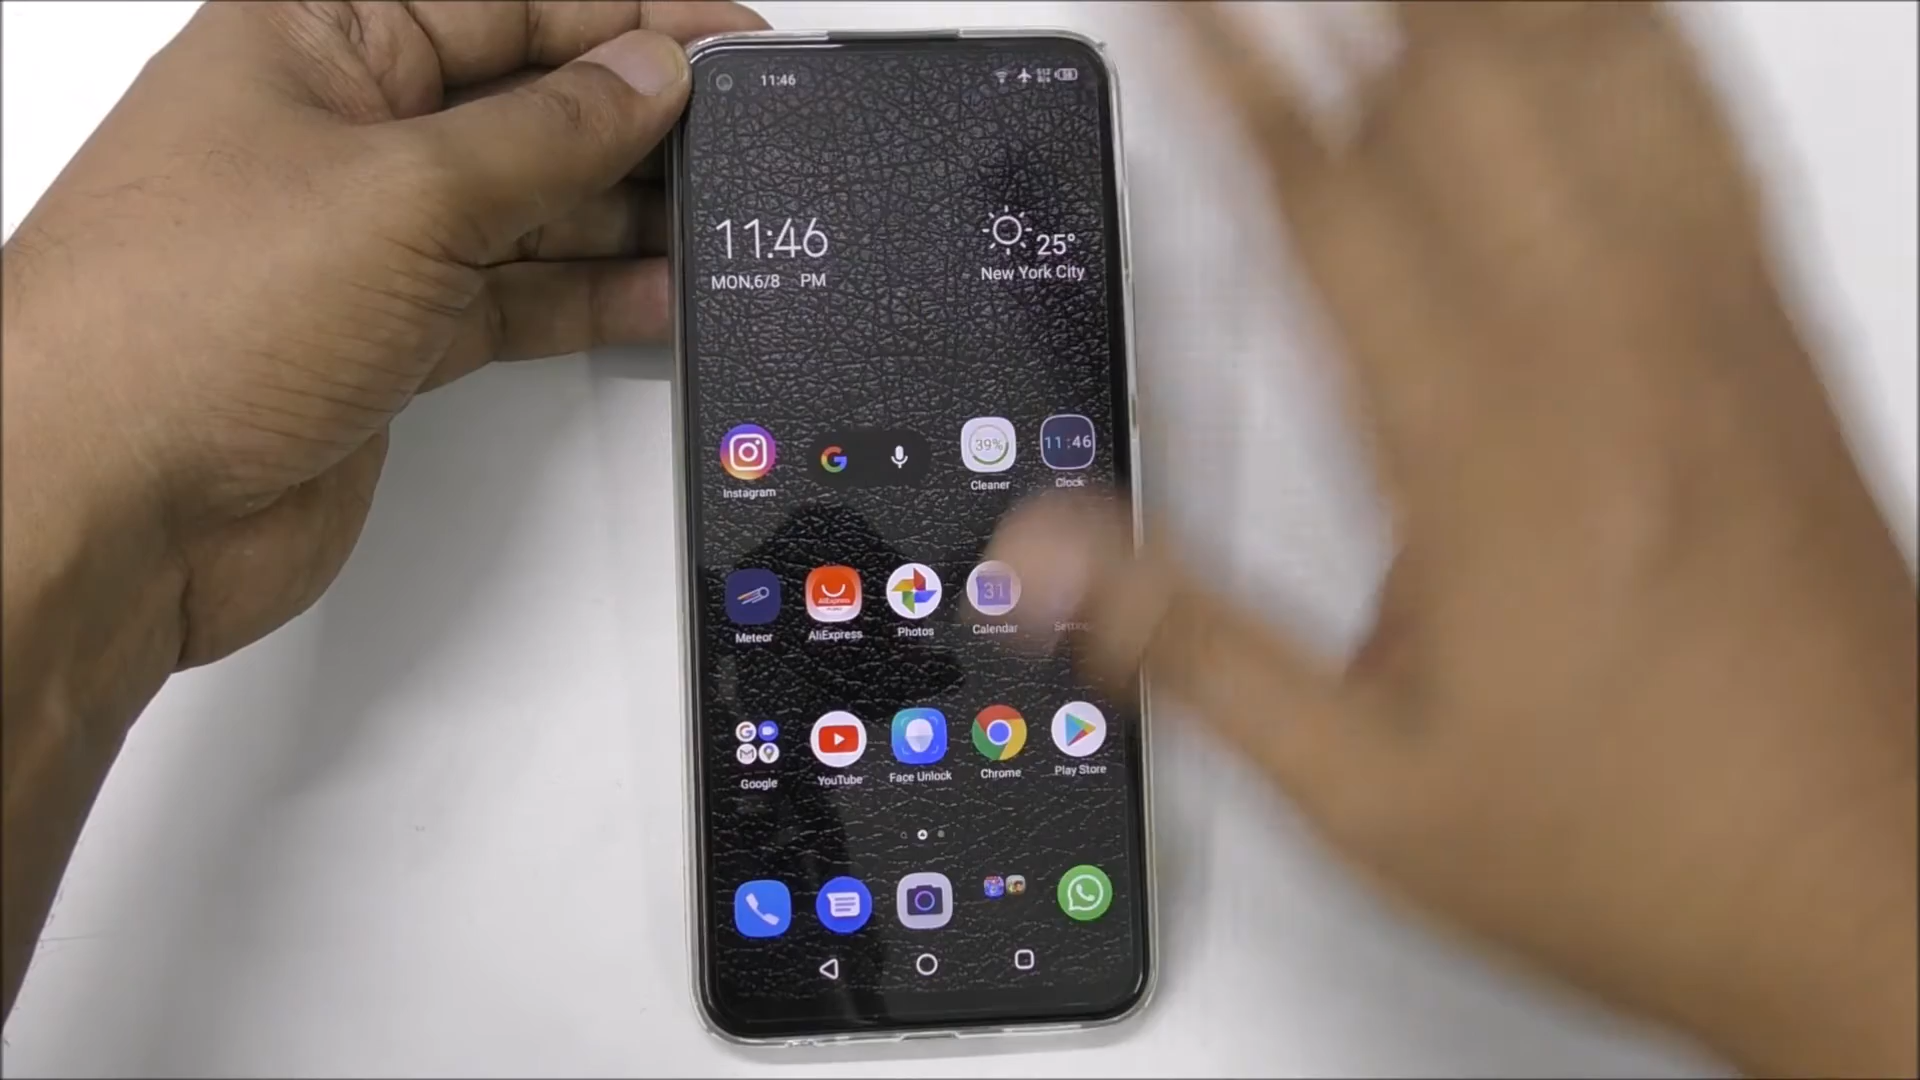 11:46
11:46
MON,6/8 PM
25°
New York City
39%
11:46
Instagram
Cleaner
Clock
31
AliExpress
Meteor
AliExpress
Photos
Calendar
Google
YouTube
Face Unlock
Chrome
Play Store